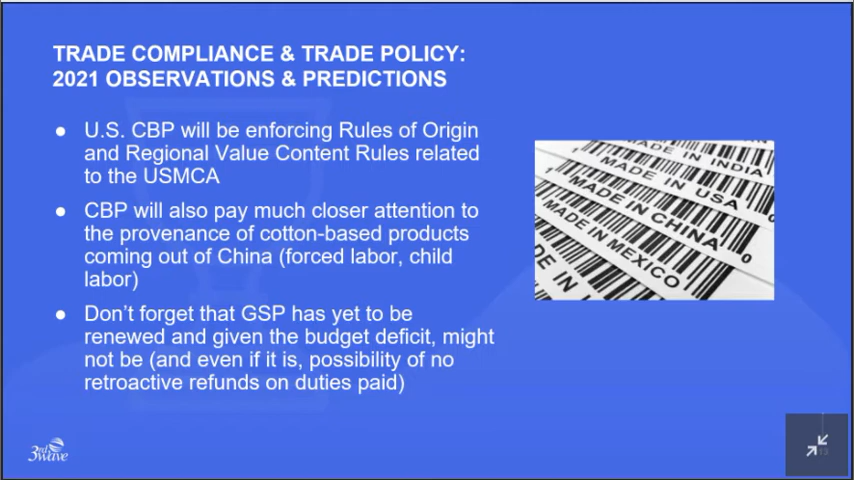 TRADE COMPLIANCE & TRADE POLICY:
2021 OBSERVATIONS & PREDICTIONS
● U.S. CBP will be enforcing Rules of Origin
and Regional Value Content Rules related
to the USMCA
● CBP will also pay much closer attention to
the provenance of cotton-based products
coming out of China (forced labor, child
labor)
● Don’t forget that GSP has yet to be
renewed and given the budget deficit, might
not be (and even if it is, possibility of no
retroactive refunds on duties paid)
MADE IN INDIA
MADE IN USA
MADE IN CHINA
0
MADE IN MEXICO
3rd wave